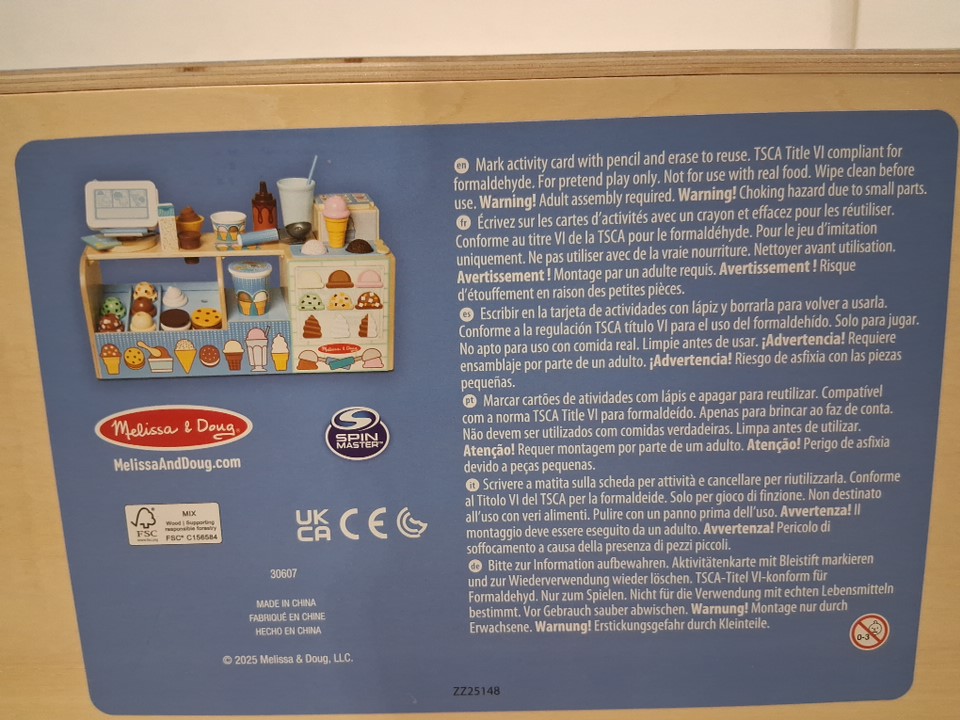 Melissa & Doug
Melissa & Doug
MelissaAndDoug.com
SPIN
MASTER™
FSC
www.fsc.org
MIX
Wood | Supporting
responsible forestry
FSC® C156584
UK
CA
CE
30607
MADE IN CHINA
FABRIQUÉ EN CHINE
HECHO EN CHINA
© 2025 Melissa & Doug, LLC.
en Mark activity card with pencil and erase to reuse. TSCA Title VI compliant for
formaldehyde. For pretend play only. Not for use with real food. Wipe clean before
use. Warning! Adult assembly required. Warning! Choking hazard due to small parts.
fr Écrivez sur les cartes d'activités avec un crayon et effacez pour les réutiliser.
Conforme au titre VI de la TSCA pour le formaldéhyde. Pour le jeu d'imitation
uniquement. Ne pas utiliser avec de la vraie nourriture. Nettoyer avant utilisation.
Avertissement ! Montage par un adulte requis. Avertissement ! Risque
d'étouffement en raison des petites pièces.
es Escribir en la tarjeta de actividades con lápiz y borrarla para volver a usarla.
Conforme a la regulación TSCA título VI para el uso del formaldehído. Solo para jugar.
No apto para uso con comida real. Limpie antes de usar. ¡Advertencia! Requiere
ensamblaje por parte de un adulto. ¡Advertencia! Riesgo de asfixia con las piezas
pequeñas.
pt Marcar cartões de atividades com lápis e apagar para reutilizar. Compatível
com a norma TSCA Title VI para formaldeído. Apenas para brincar ao faz de conta.
Não devem ser utilizados com comidas verdadeiras. Limpa antes de utilizar.
Atenção! Requer montagem por parte de um adulto. Atenção! Perigo de asfixia
devido a peças pequenas.
it Scrivere a matita sulla scheda per attività e cancellare per riutilizzarla. Conforme
al Titolo VI del TSCA per la formaldeide. Solo per gioco di finzione. Non destinato
all'uso con veri alimenti. Pulire con un panno prima dell'uso. Avvertenza! Il
montaggio deve essere eseguito da un adulto. Avvertenza! Pericolo di
soffocamento a causa della presenza di pezzi piccoli.
de Bitte zur Information aufbewahren. Aktivitätenkarte mit Bleistift markieren
und zur Wiederverwendung wieder löschen. TSCA-Titel VI-konform für
Formaldehyd. Nur zum Spielen. Nicht für die Verwendung mit echten Lebensmitteln
bestimmt. Vor Gebrauch sauber abwischen. Warnung! Montage nur durch
Erwachsene. Warnung! Erstickungsgefahr durch Kleinteile.
0-3
ZZ25148